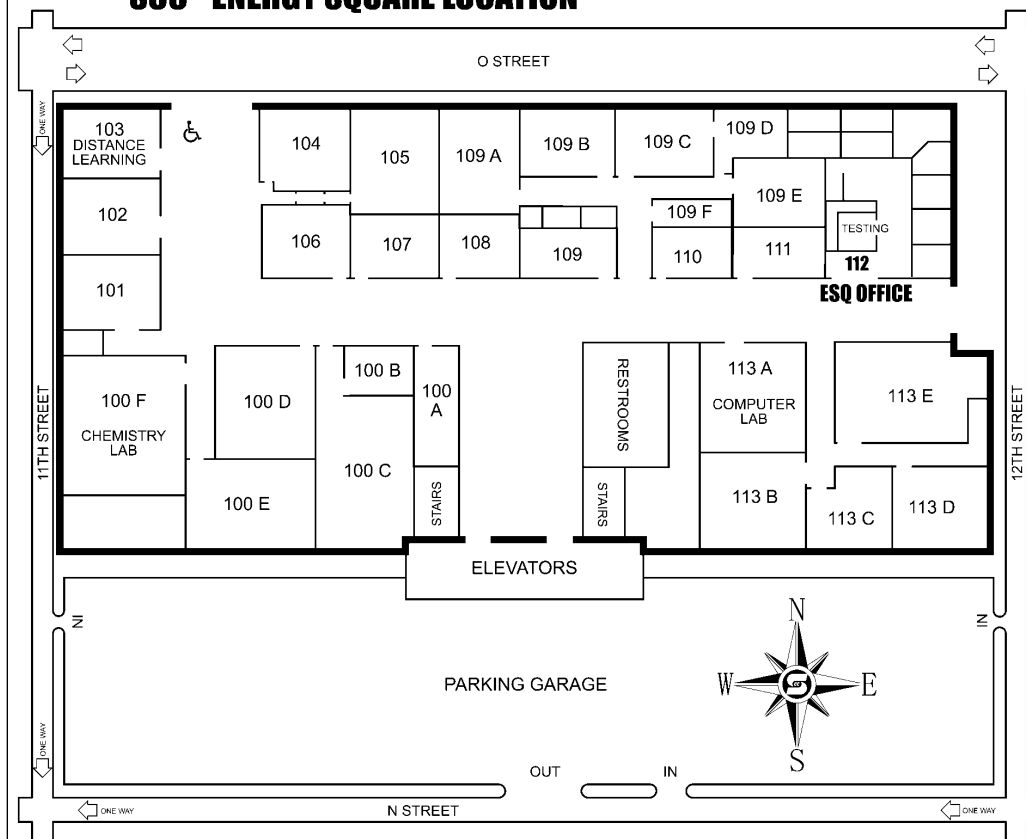 ENERGY SQUARE LOCATION
O STREET
ONE WAY
103
DISTANCE
LEARNING
104
105
109 A
109 B
109 C
109 D
102
109 E
109 F
TESTING
106
107
108
109
110
111
112
ESQ OFFICE
101
100 F
CHEMISTRY
LAB
100 D
100 B
100
A
RESTROOMS
113 A
COMPUTER
LAB
113 E
11TH STREET
12TH STREET
100 C
100 E
STAIRS
STAIRS
113 B
113 C
113 D
ELEVATORS
IN
IN
N
W
E
S
PARKING GARAGE
ONE WAY
OUT
IN
ONE WAY
N STREET
ONE WAY